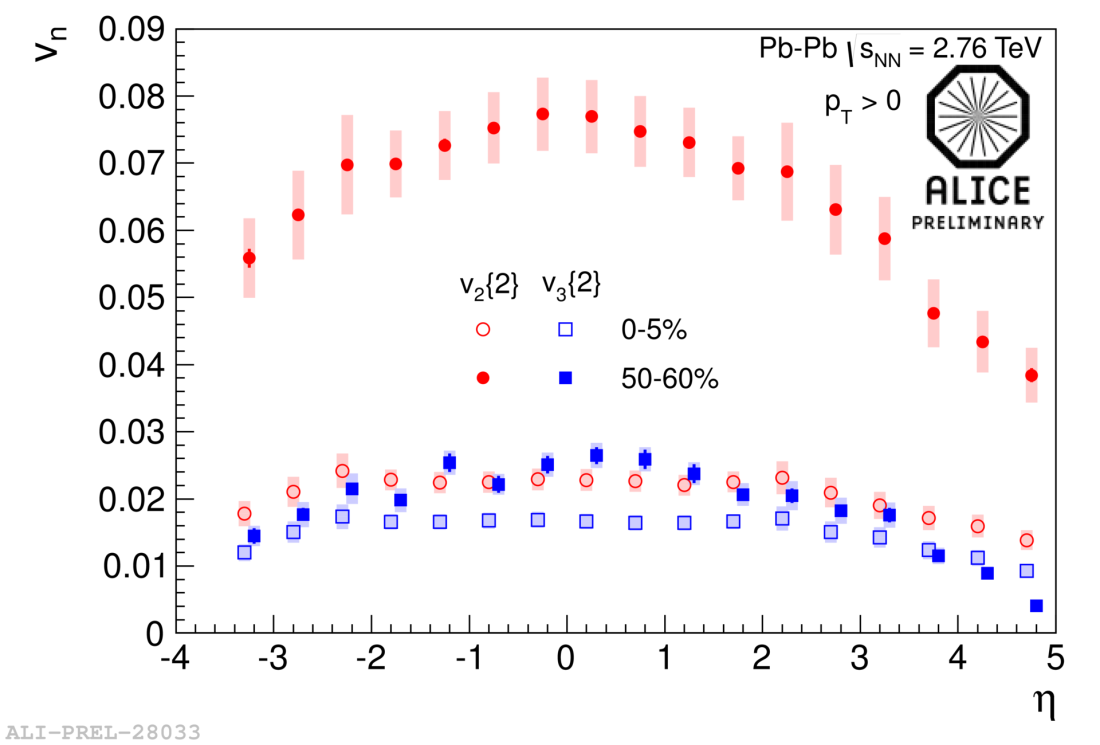 v_n
0.09
0.08
0.07
0.06
0.05
0.04
0.03
0.02
0.01
0
Pb-Pb √s_NN = 2.76 TeV
p_T > 0
ALICE
PRELIMINARY
v_2{2} v_3{2}
0-5%
50-60%
-4 -3 -2 -1 0 1 2 3 4 5
η
ALI-PREL-28033